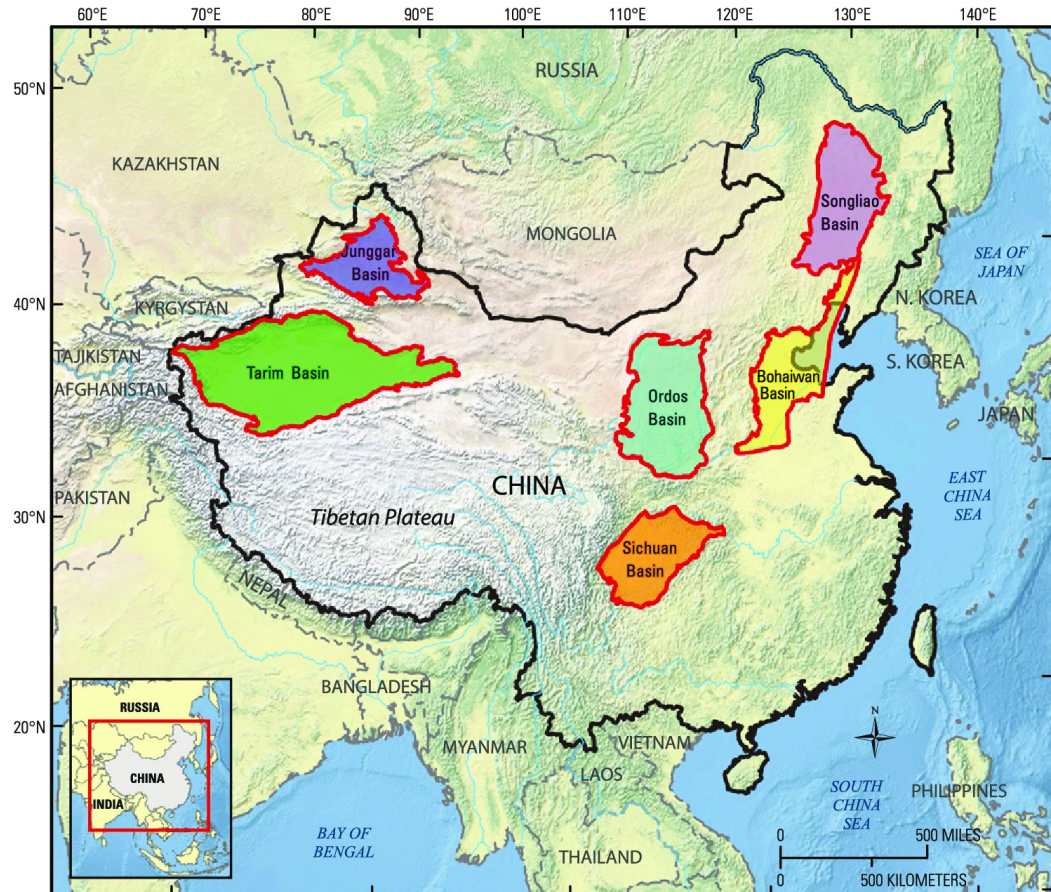 60°E 70°E 80°E 90°E 100°E 110°E 120°E 130°E 140°E
50°N
RUSSIA
KAZAKHSTAN
Songliao
Basin
MONGOLIA
Junggar
Basin
SEA OF
JAPAN
40°N
KYRGYSTAN
N. KOREA
TAJIKISTAN
S. KOREA
Tarim Basin
Bohaiwan
Basin
AFGHANISTAN
Ordos
Basin
JAPAN
CHINA
PAKISTAN
EAST
CHINA
SEA
30°N
Tibetan Plateau
Sichuan
Basin
NEPAL
BANGLADESH
RUSSIA
CHINA
INDIA
20°N
N
MYANMAR
VIETNAM
LAOS
SOUTH
CHINA
SEA
PHILIPPINES
BAY OF
BENGAL
THAILAND
0 500 MILES
0 500 KILOMETERS